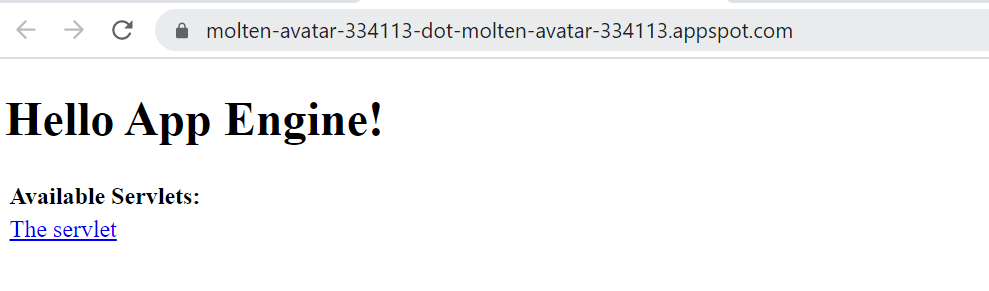 molten-avatar-334113-dot-molten-avatar-334113.appspot.com
Hello App Engine!
Available Servlets:
The servlet